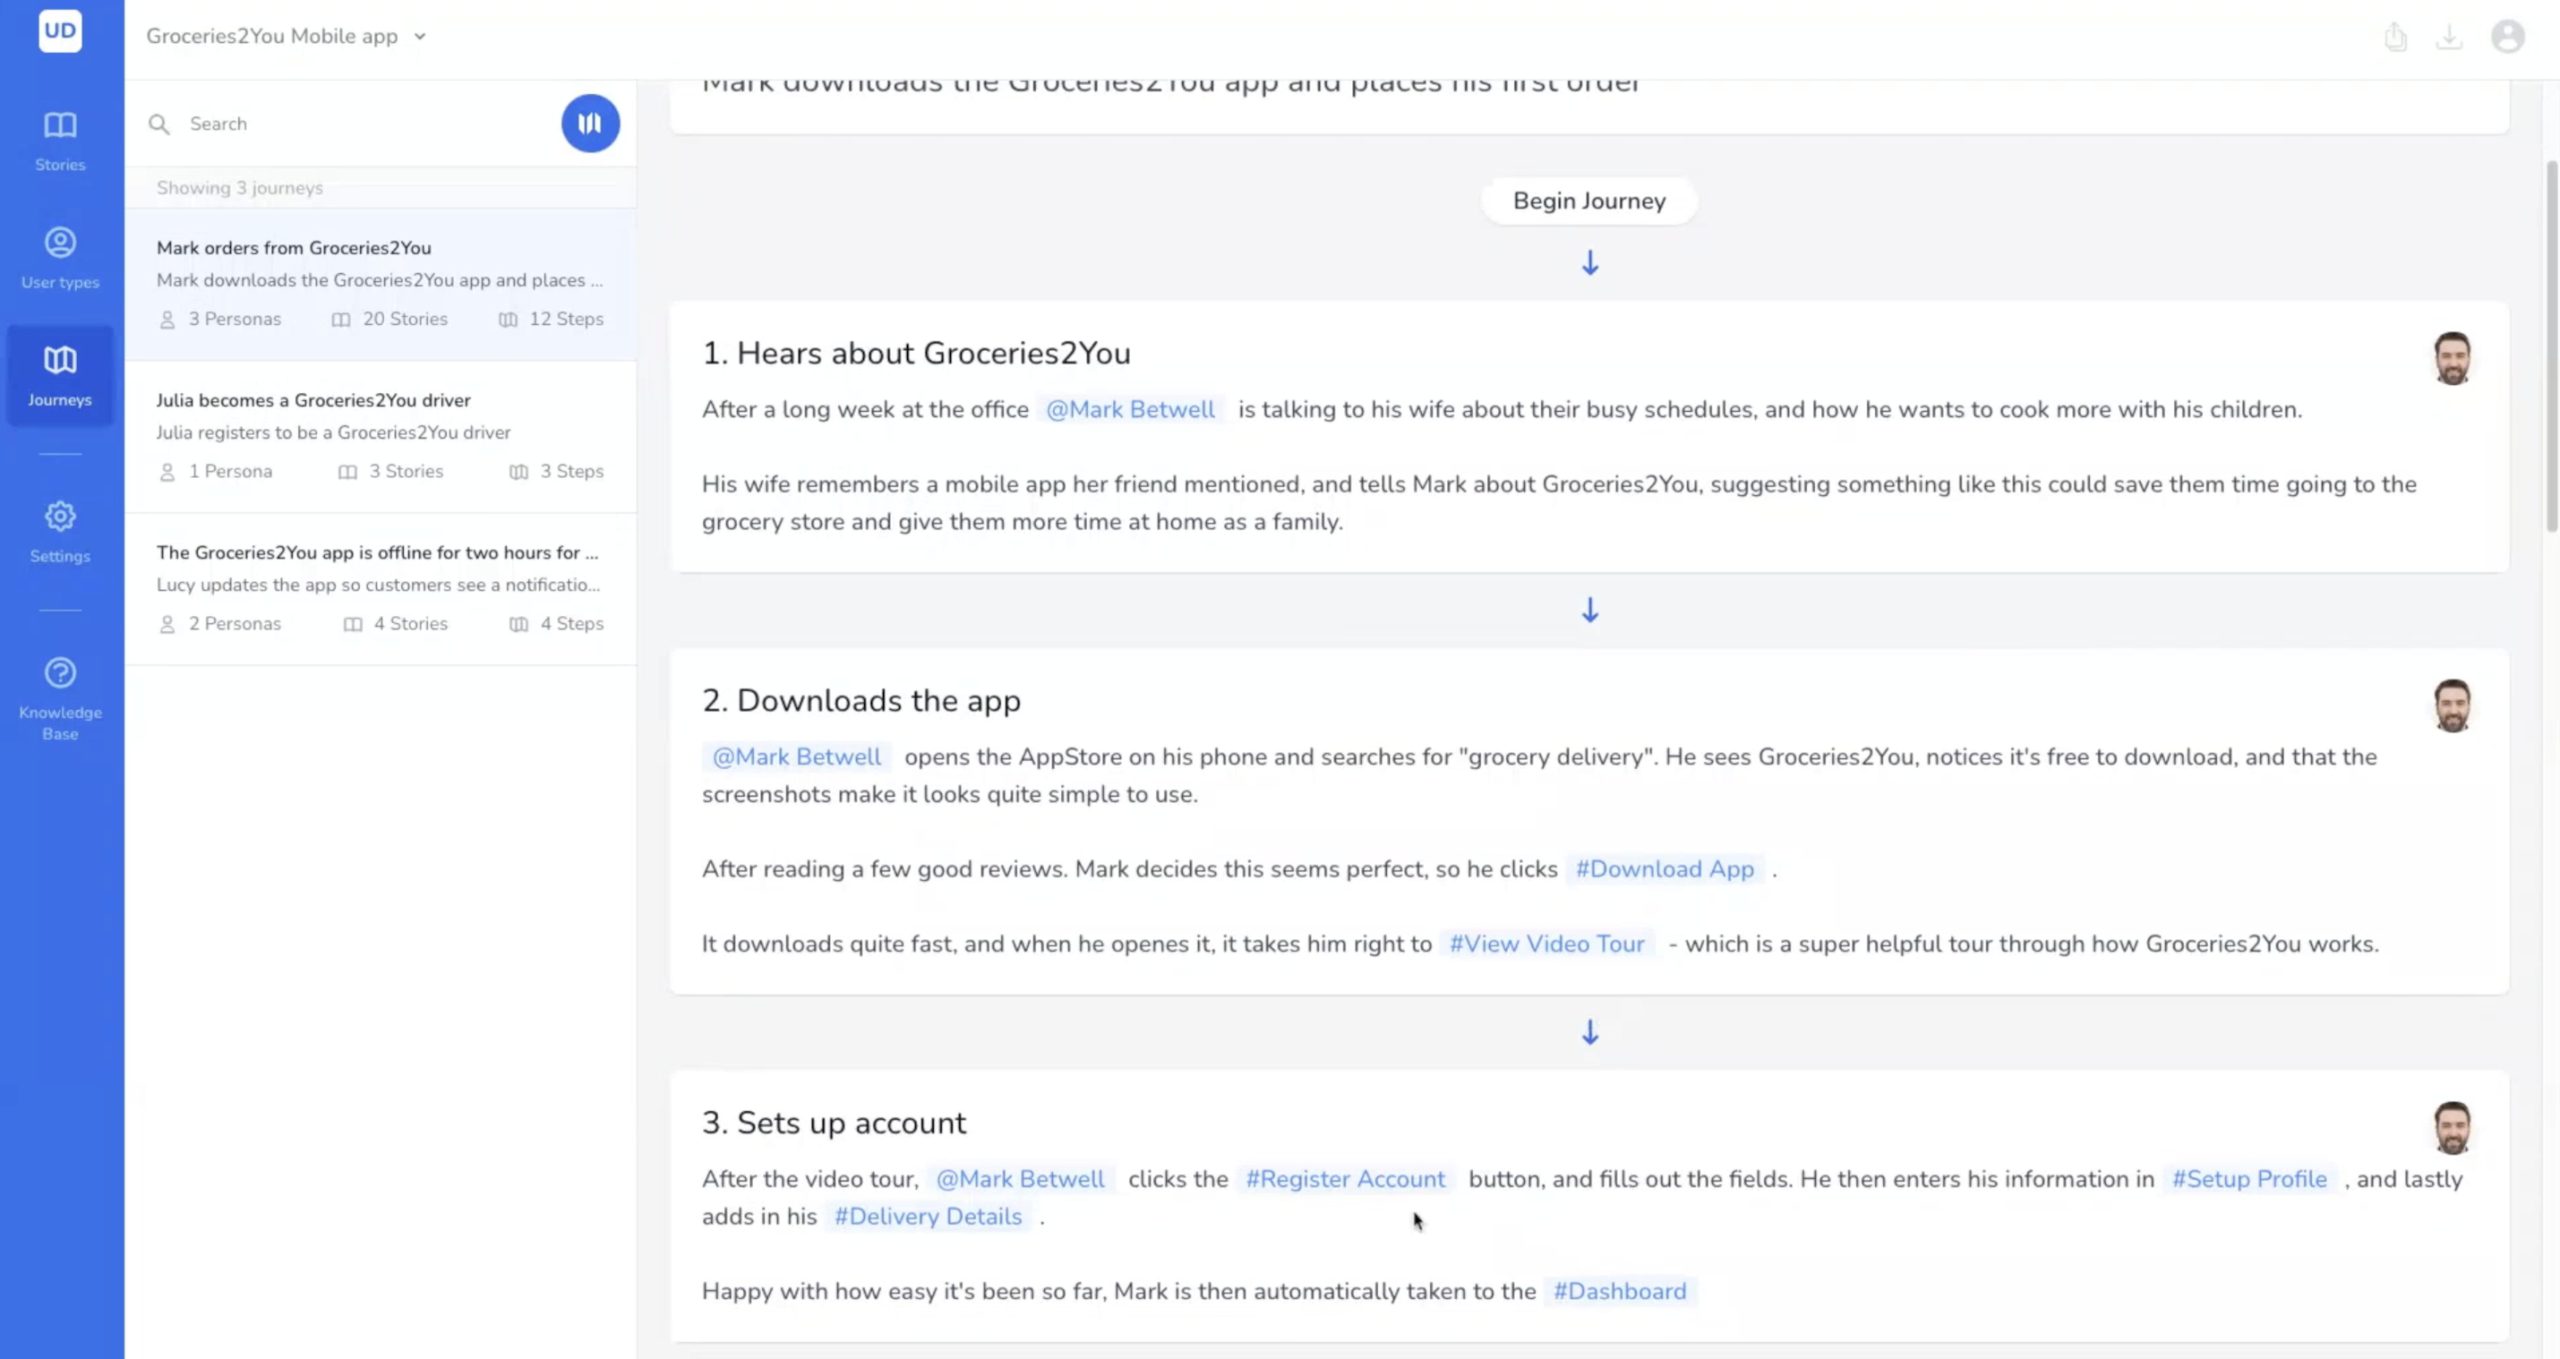 UD
Groceries2You Mobile app
Stories
User types
Journeys
Settings
Knowledge
Base
Search
Showing 3 journeys
Mark orders from Groceries2You
Mark downloads the Groceries2You app and places ...
3 Personas 20 Stories 12 Steps
Julia becomes a Groceries2You driver
Julia registers to be a Groceries2You driver
1 Persona 3 Stories 3 Steps
The Groceries2You app is offline for two hours for ...
Lucy updates the app so customers see a notificatio...
2 Personas 4 Stories 4 Steps
Mark downloads the Groceries2You app and places his first order
Begin Journey
1. Hears about Groceries2You
After a long week at the office @Mark Betwell is talking to his wife about their busy schedules, and how he wants to cook more with his children.
His wife remembers a mobile app her friend mentioned, and tells Mark about Groceries2You, suggesting something like this could save them time going to the
grocery store and give them more time at home as a family.
2. Downloads the app
@Mark Betwell opens the AppStore on his phone and searches for "grocery delivery". He sees Groceries2You, notices it's free to download, and that the
screenshots make it looks quite simple to use.
After reading a few good reviews. Mark decides this seems perfect, so he clicks #Download App .
It downloads quite fast, and when he openes it, it takes him right to #View Video Tour - which is a super helpful tour through how Groceries2You works.
3. Sets up account
After the video tour, @Mark Betwell clicks the #Register Account button, and fills out the fields. He then enters his information in #Setup Profile , and lastly
adds in his #Delivery Details .
Happy with how easy it's been so far, Mark is then automatically taken to the #Dashboard